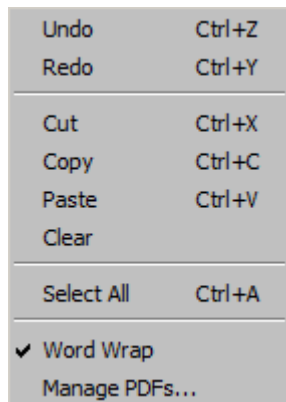 Undo Ctrl+Z
Redo Ctrl+Y
Cut Ctrl+X
Copy Ctrl+C
Paste Ctrl+V
Clear
Select All Ctrl+A
Word Wrap
Manage PDFs...